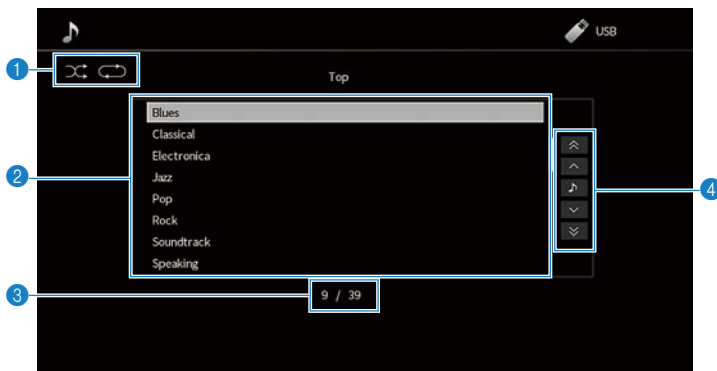 USB
1
Top
Blues
Classical
Electronica
Jazz
2
4
Pop
Rock
Soundtrack
Speaking
3
9 / 39